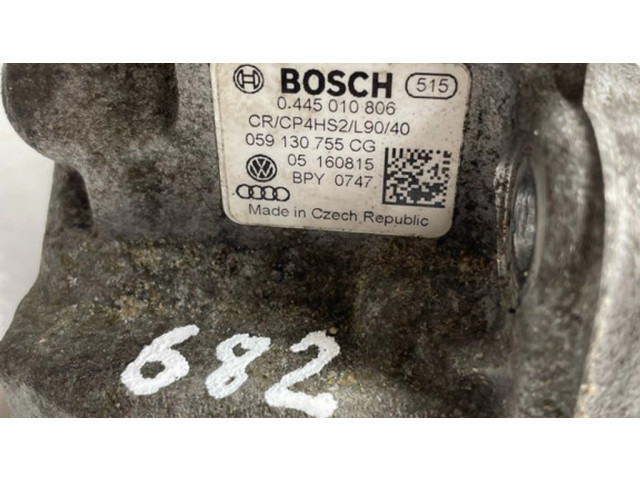 BOSCH 515
0.445 010 806
CR/CP4HS2/L90/40
059 130 755 CG
05 160815
BPY 0747
Made in Czech Republic
682